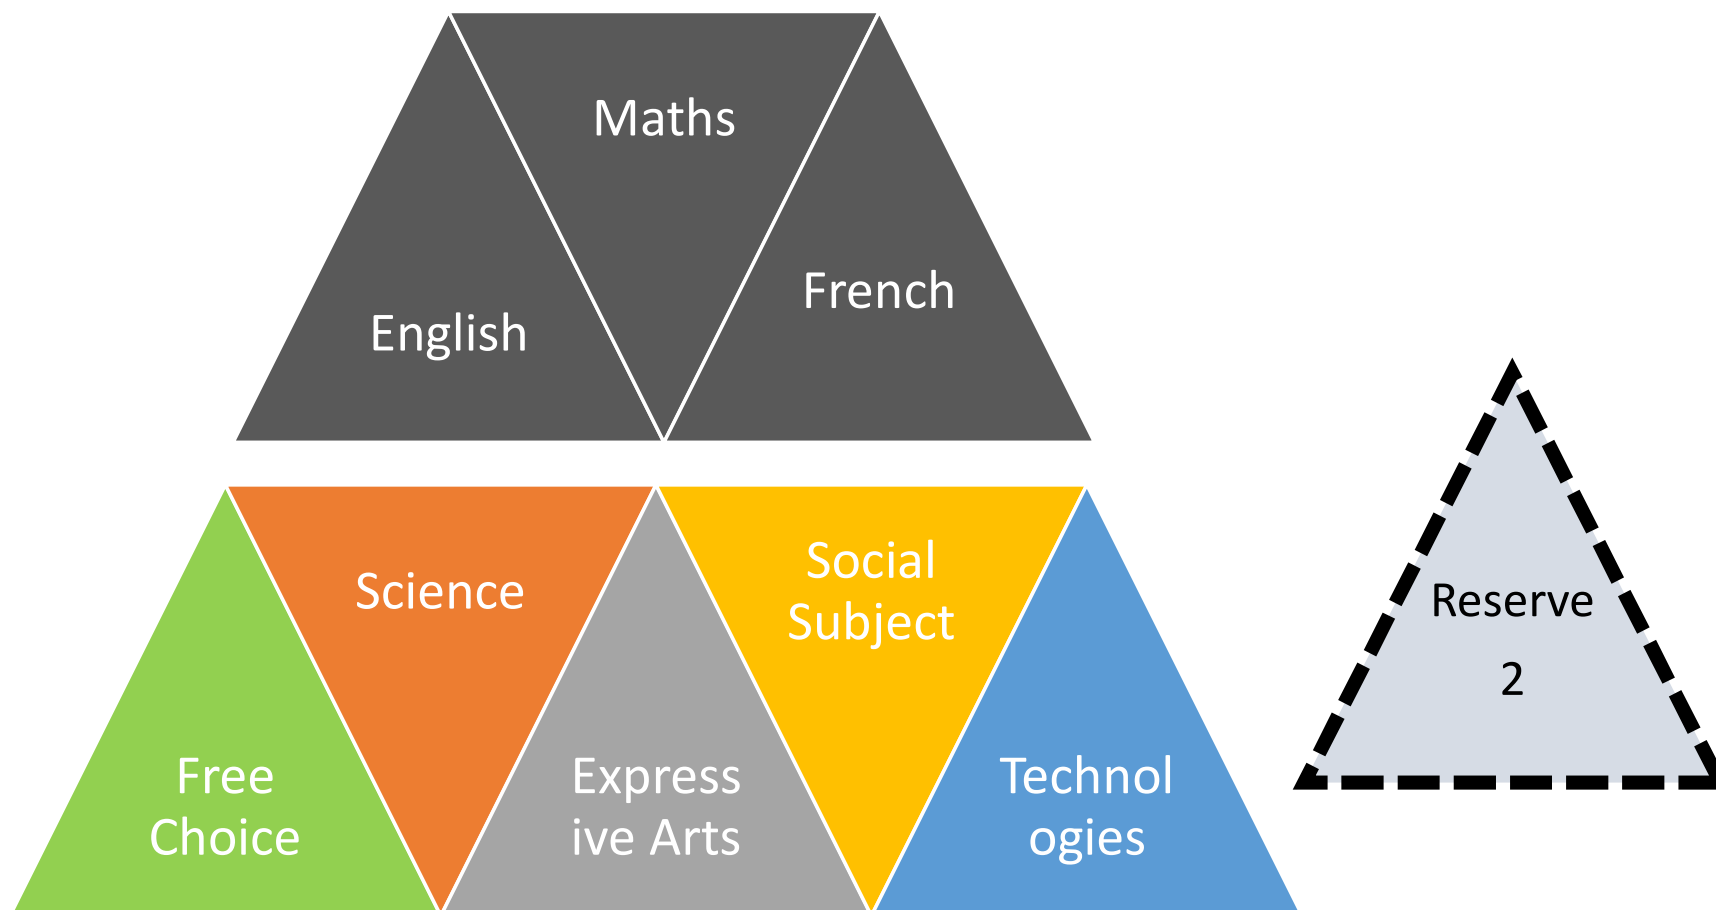 Maths
English
French
Science
Social
Subject
Free
Choice
Express
ive Arts
Technol
ogies
Reserve
2